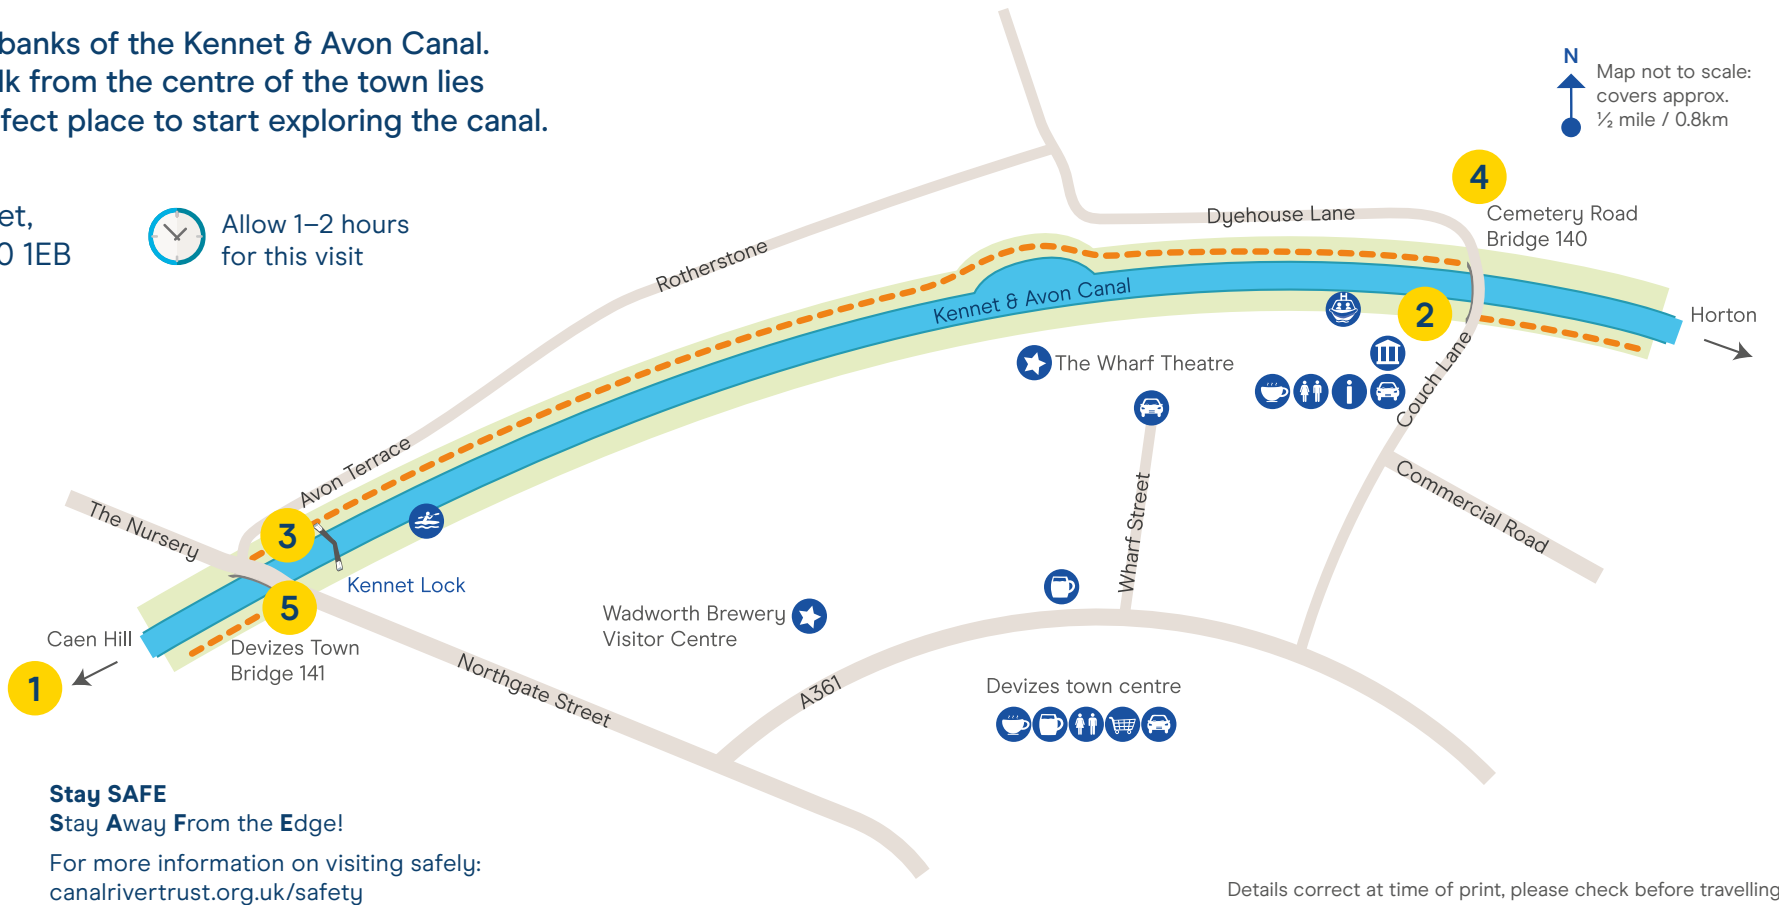 banks of the Kennet & Avon Canal.
lk from the centre of the town lies
fect place to start exploring the canal.
et,
0 1EB
Allow 1–2 hours
for this visit
N
Map not to scale:
covers approx.
½ mile / 0.8km
4
Cemetery Road
Bridge 140
Dyehouse Lane
Rotherstone
Kennet & Avon Canal
2
Horton
The Wharf Theatre
Couch Lane
Avon Terrace
Commercial Road
The Nursery
3
Wharf Street
Kennet Lock
5
Wadworth Brewery
Visitor Centre
Caen Hill
Devizes Town
Bridge 141
1
Northgate Street
A361
Devizes town centre
Stay SAFE
Stay Away From the Edge!
For more information on visiting safely:
canalrivertrust.org.uk/safety
Details correct at time of print, please check before travelling